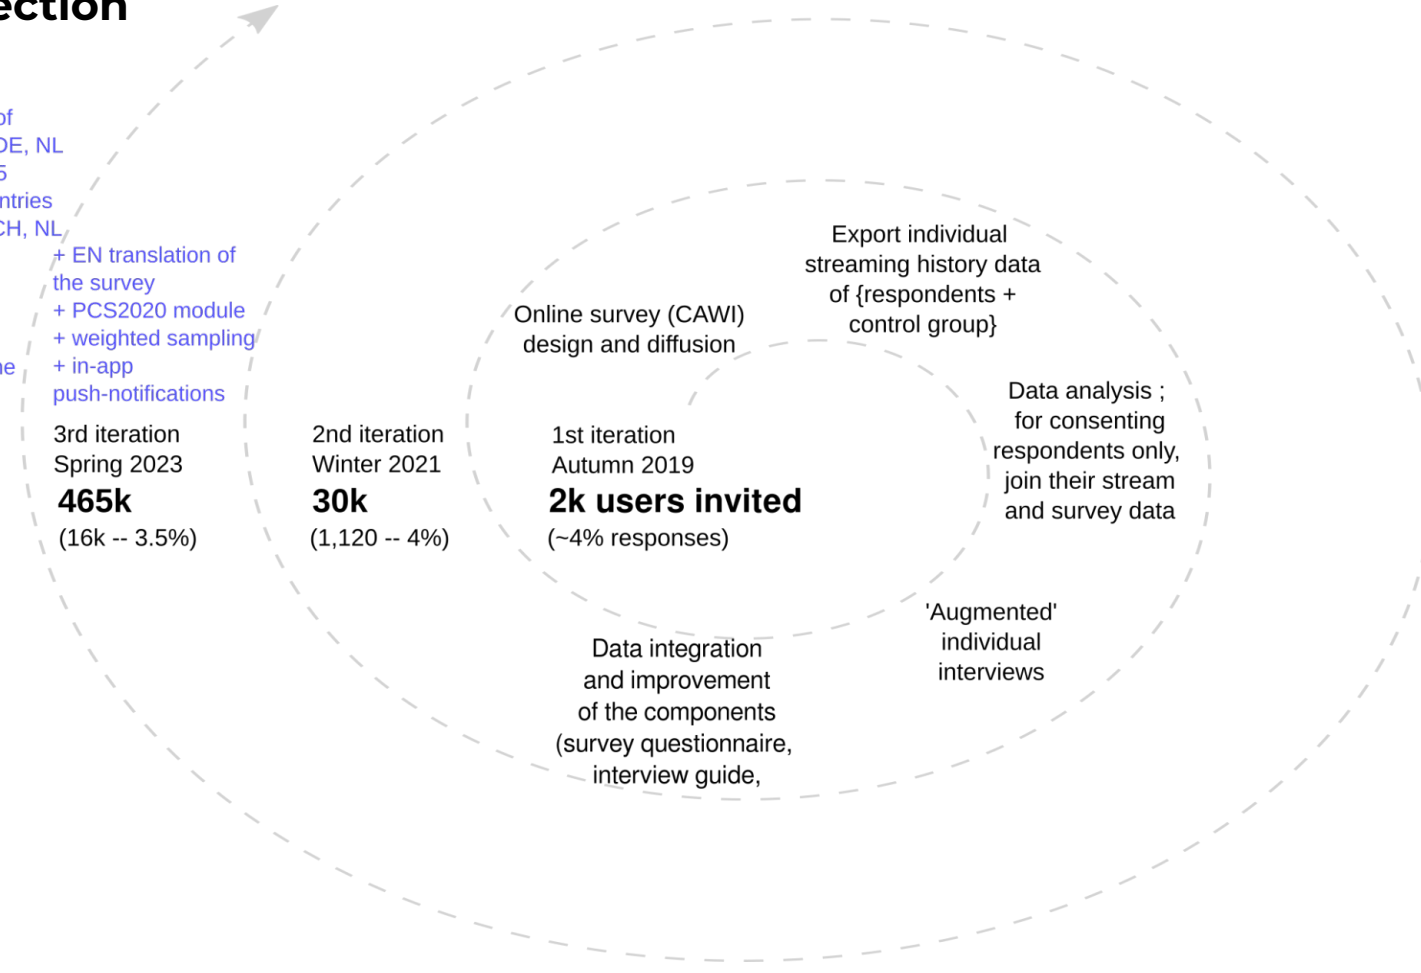 ection
of
DE, NL
5
ntries
CH, NL
ne
+ EN translation of
the survey
+ PCS2020 module
+ weighted sampling
+ in-app
push-notifications
3rd iteration
Spring 2023
465k
(16k -- 3.5%)
2nd iteration
Winter 2021
30k
(1,120 -- 4%)
1st iteration
Autumn 2019
2k users invited
(~4% responses)
Online survey (CAWI)
design and diffusion
Export individual
streaming history data
of {respondents +
control group}
Data analysis ;
for consenting
respondents only,
join their stream
and survey data
'Augmented'
individual
interviews
Data integration
and improvement
of the components
(survey questionnaire,
interview guide,